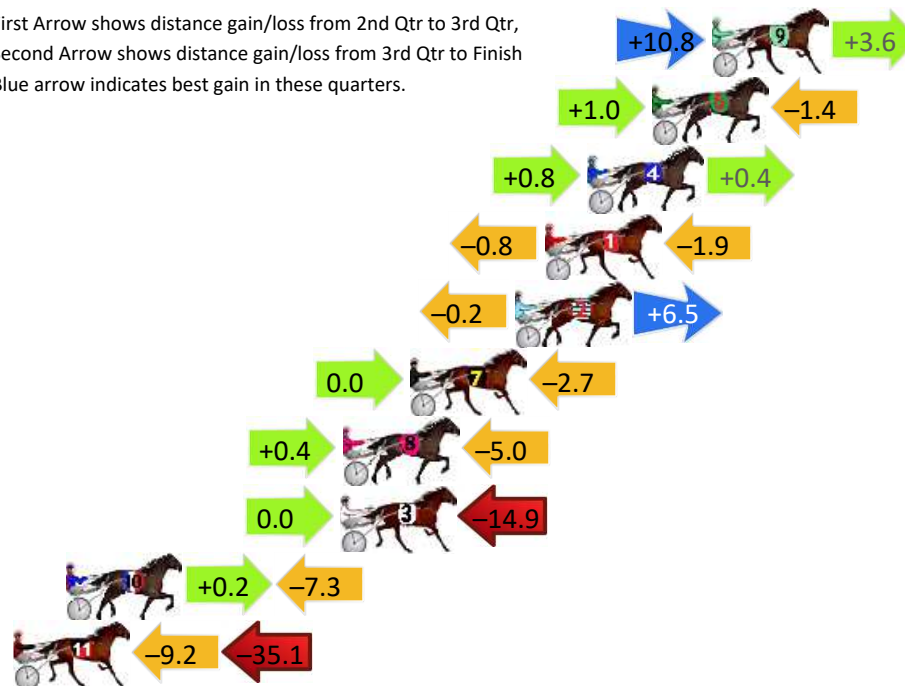 irst Arrow shows distance gain/loss from 2nd Qtr to 3rd Qtr,
econd Arrow shows distance gain/loss from 3rd Qtr to Finish
Blue arrow indicates best gain in these quarters.
+10.8 9 +3.6
+1.0 5 –1.4
+0.8 4 +0.4
–0.8 1 –1.9
–0.2 +6.5
0.0 7 –2.7
+0.4 8 –5.0
0.0 3 –14.9
10 +0.2 –7.3
11 –9.2 –35.1